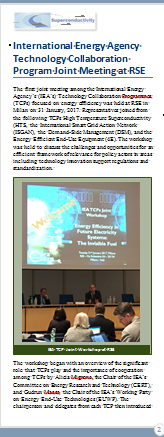 Superconductivity
International Energy Agency
Technology Collaboration
Program Joint Meeting at RSE
The first joint meeting among the International Energy
Agency's (IEA's) Technology Collaboration Programmes
(TCPs) focused on energy efficiency was held at RSE in
Milan on 31 January, 2017. Representatives joined from
the following TCPs High Temperature Superconductivity
(HTS), the International Smart Grid Action Network
(ISGAN), the Demand-Side Management (DSM), and the
Energy Efficient End-Use Equipment (4E). The workshop
was held to discuss the challenges and opportunities for an
efficient framework of relevance for policy actors in areas
including technology innovation support regulations and
standardization.
IEA TCPs Joint
Workshop
Energy Efficiency in
Future Electricity
Systems:
The Invisible Fuel
IEA TCP Joint Workshop at RSE
The workshop began with an overview of the significant
role that TCPs play and the importance of cooperation
among TCPs by Alicia Mignone, the Chair of the IEA's
Committee on Energy Research and Technology (CERT),
and Gudrun Maass, the Chair of the IEA's Working Party
on Energy End-Use Technologies (EUWP). The
chairperson and delegates from each TCP then introduced
2